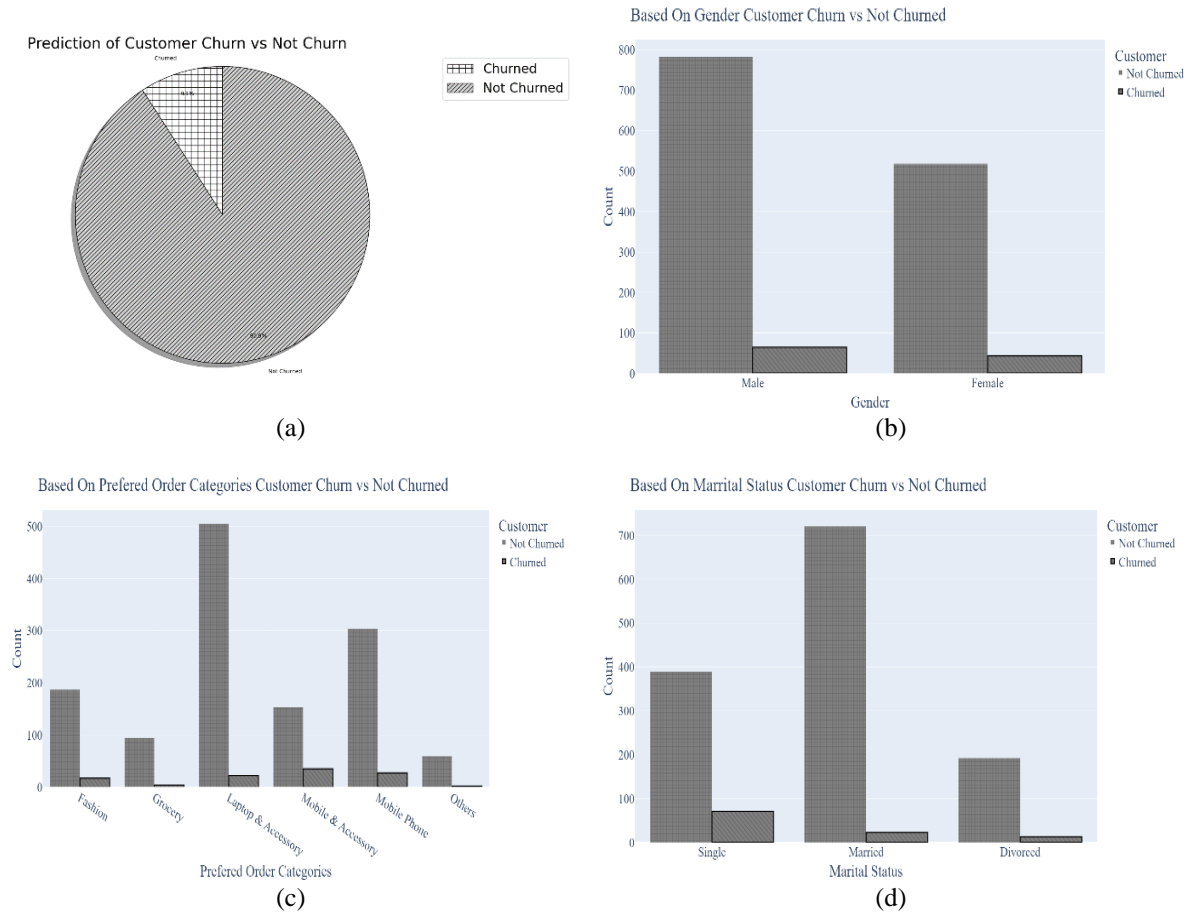 Prediction of Customer Churn vs Not Churn
Churned
Not Churned
Churned
Not Churned
(a)
Based On Gender Customer Churn vs Not Churned
Customer
Not Churned
Churned
Count
800
700
600
500
400
300
200
100
0
Male
Female
Gender
(b)
Based On Prefered Order Categories Customer Churn vs Not Churned
Customer
Not Churned
Churned
Count
500
400
300
200
100
0
Fashion
Grocery
Laptop & Accessory
Mobile & Accessory
Mobile Phone
Others
Prefered Order Categories
(c)
Based On Marrital Status Customer Churn vs Not Churned
Customer
Not Churned
Churned
Count
700
600
500
400
300
200
100
0
Single
Married
Divorced
Marital Status
(d)